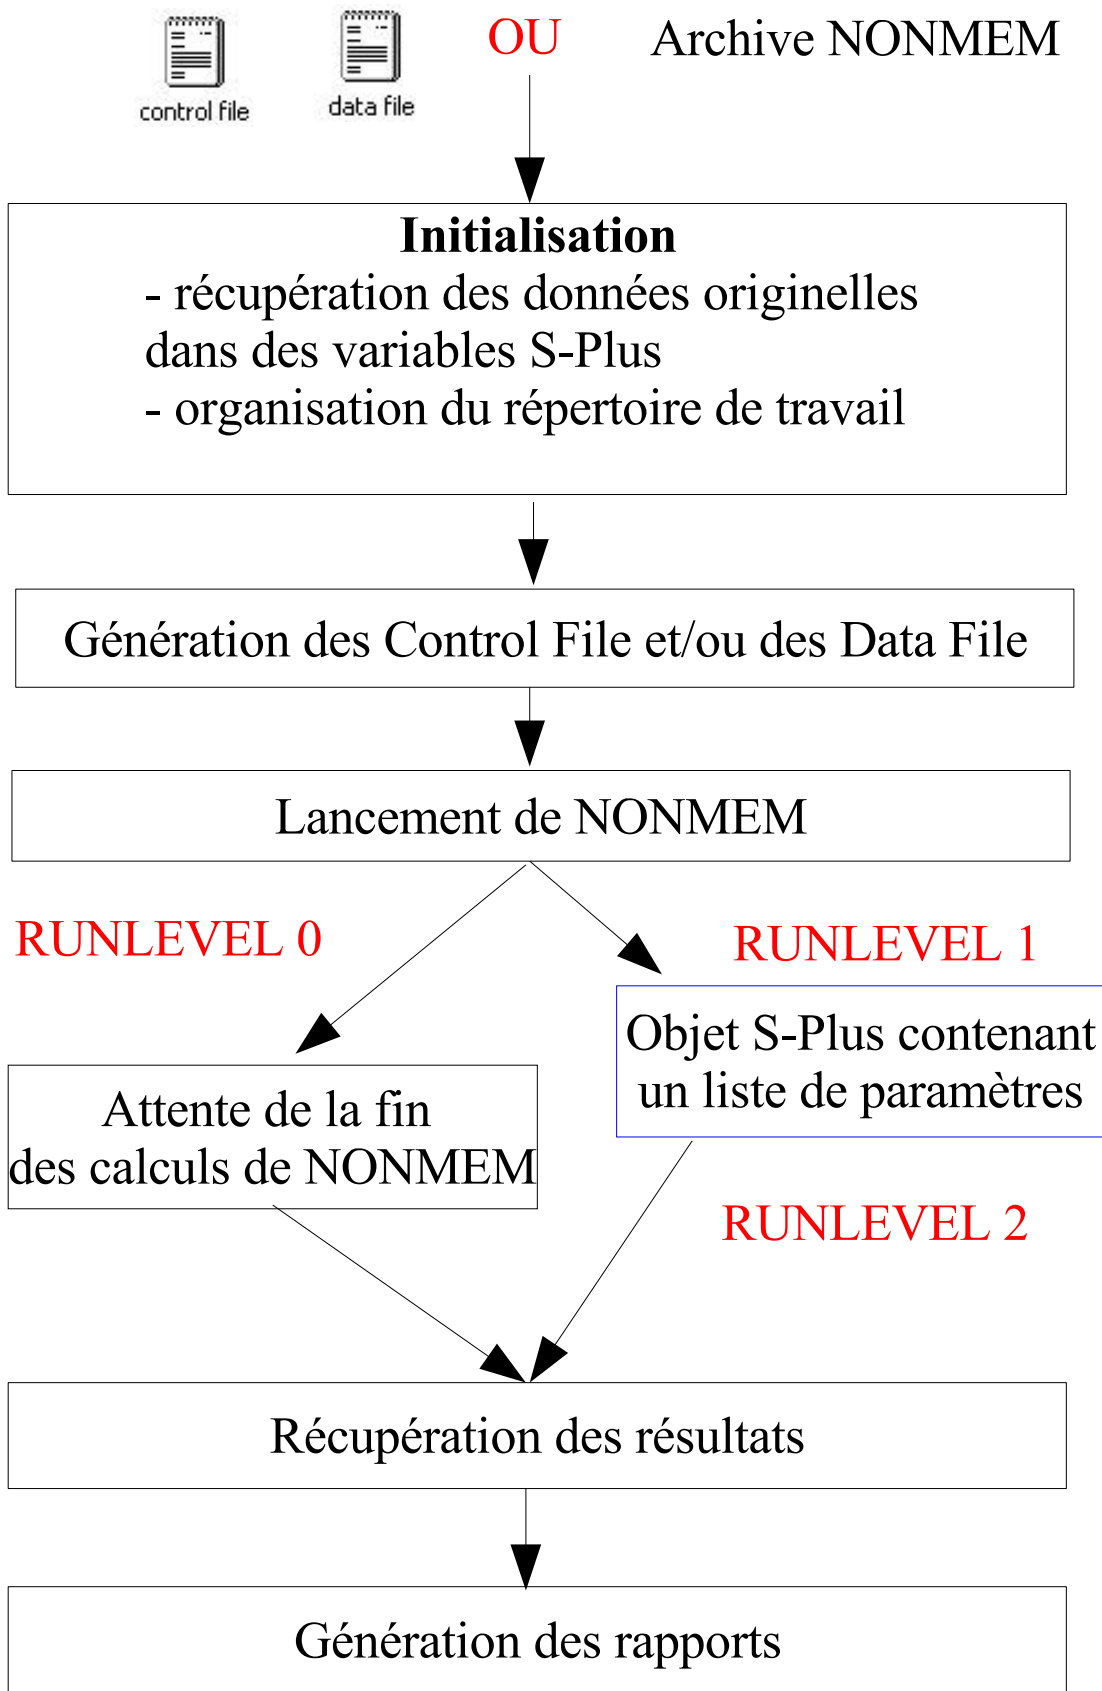 OU
Archive NONMEM
control file
data file
Initialisation
- récupération des données originelles
dans des variables S-Plus
- organisation du répertoire de travail
Génération des Control File et/ou des Data File
Lancement de NONMEM
RUNLEVEL 0
RUNLEVEL 1
Objet S-Plus contenant
un liste de paramètres
Attente de la fin
des calculs de NONMEM
RUNLEVEL 2
Récupération des résultats
Génération des rapports